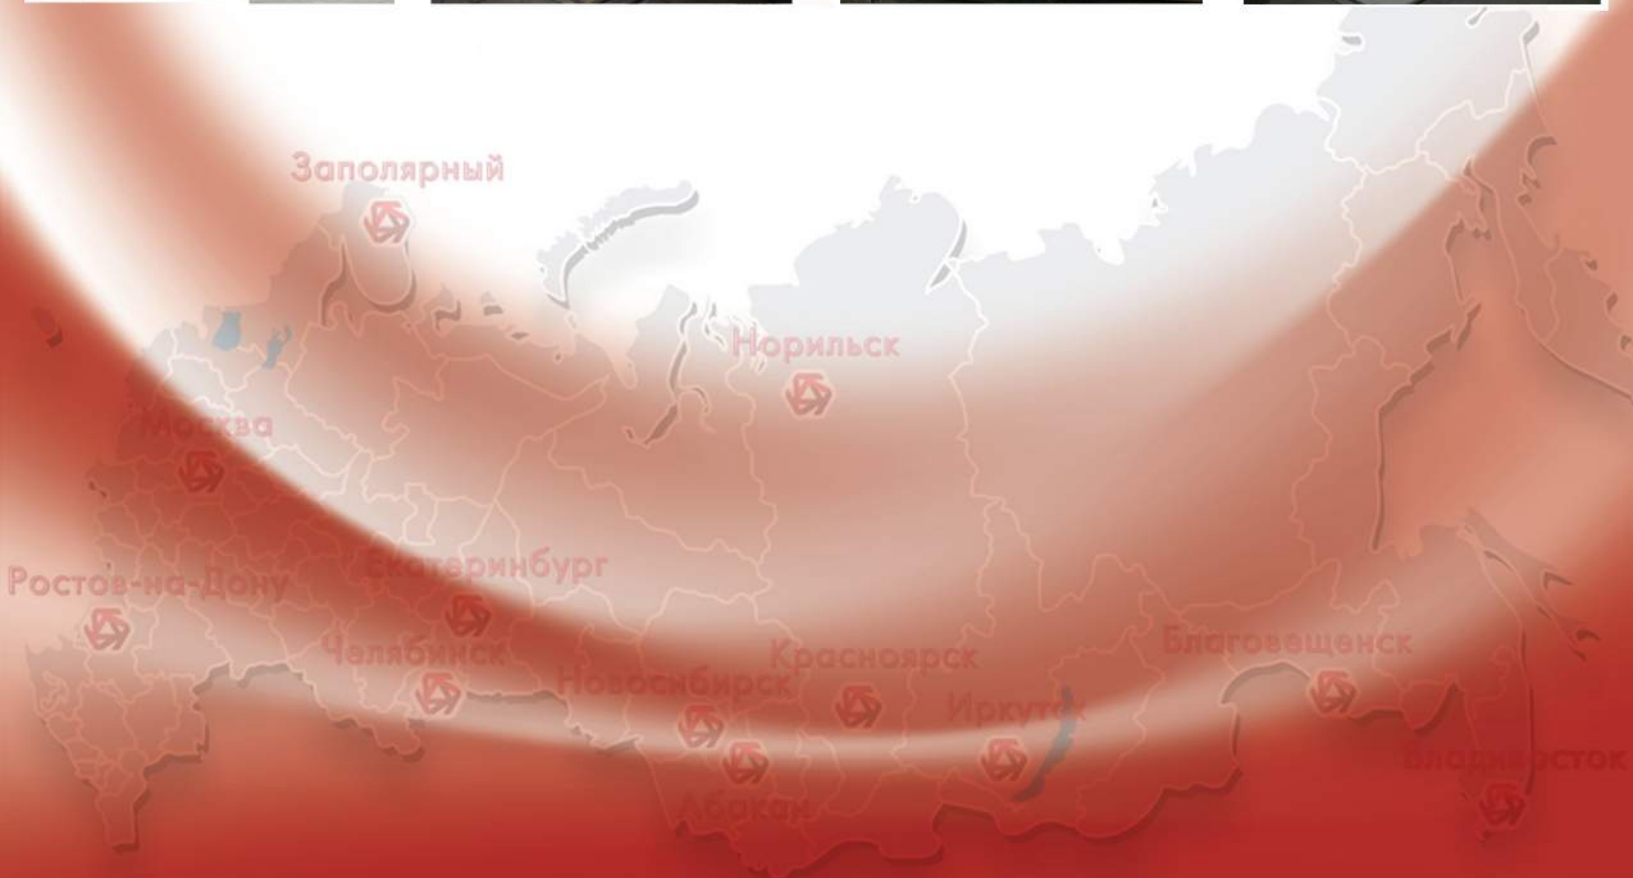 Заполярный
Норильск
Москва
Екатеринбург
Ростов-на-Дону
Челябинск
Новосибирск
Красноярск
Иркутск
Благовещенск
Владивосток
Абакан